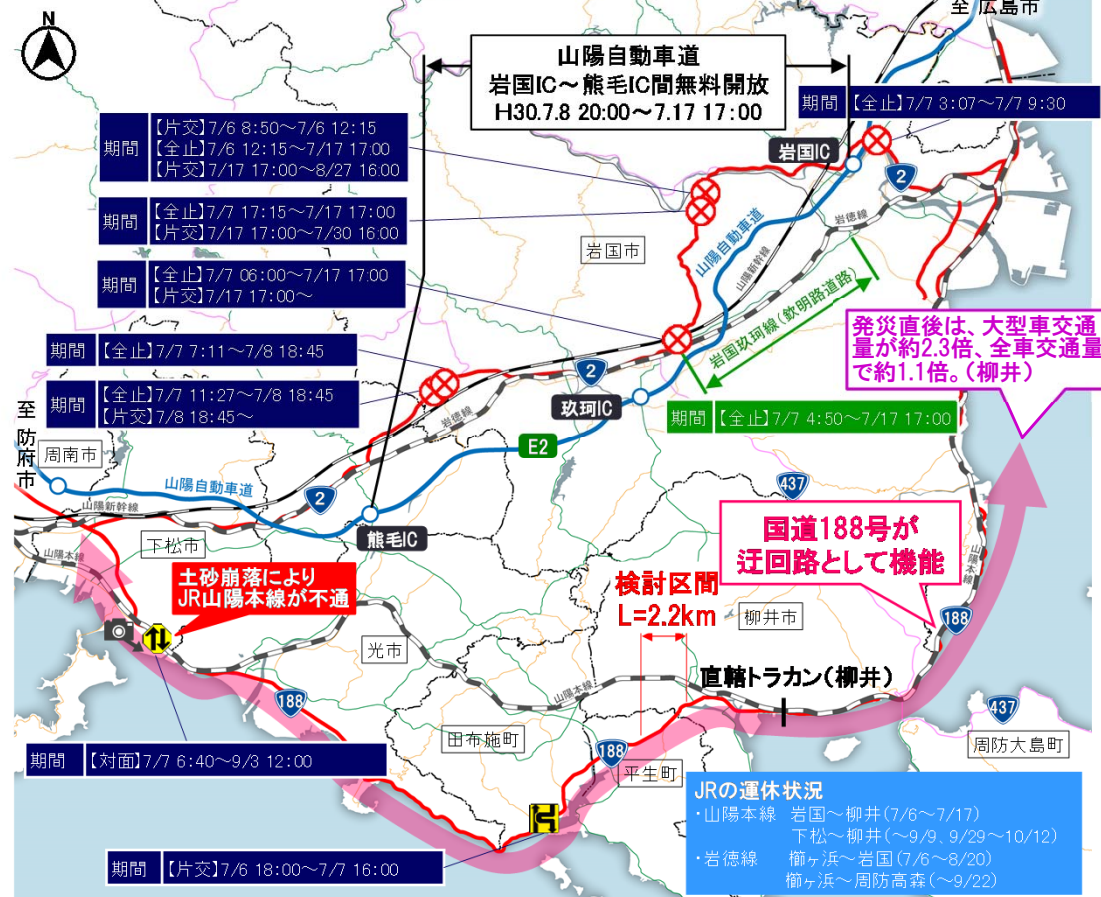 N
至 広島市
山陽自動車道
岩国IC～熊毛IC間無料開放
H30.7.8 20:00～7.17 17:00
期間 【全止】7/7 3:07～7/7 9:30
期間 【片交】7/6 8:50～7/6 12:15
【全止】7/6 12:15～7/17 17:00
【片交】7/17 17:00～8/27 16:00
岩国IC
2
期間 【全止】7/7 17:15～7/17 17:00
【片交】7/17 17:00～7/30 16:00
岩徳線
山陽自動車道
山陽新幹線
岩国市
期間 【全止】7/7 06:00～7/17 17:00
【片交】7/17 17:00～
岩国玖珂線(欽明路道路)
発災直後は、大型車交通
量が約2.3倍、全車交通量
で約1.1倍。(柳井)
期間 【全止】7/7 7:11～7/8 18:45
2
期間 【全止】7/7 11:27～7/8 18:45
【片交】7/8 18:45～
玖珂IC
期間 【全止】7/7 4:50～7/17 17:00
至 防府市
岩徳線
E2
周南市
山陽自動車道
2
437
山陽新幹線
熊毛IC
国道188号が
迂回路として機能
山陽本線
下松市
山陽本線
土砂崩落により
JR山陽本線が不通
検討区間
L=2.2km
柳井市
188
光市
直轄トラカン(柳井)
山陽本線
188
437
田布施町
188
平生町
周防大島町
期間 【対面】7/7 6:40～9/3 12:00
JRの運休状況
・山陽本線 岩国～柳井(7/6～7/17)
下松～柳井(～9/9、9/29～10/12)
・岩徳線 櫛ヶ浜～岩国(7/6～8/20)
櫛ヶ浜～周防高森(～9/22)
期間 【片交】7/6 18:00～7/7 16:00